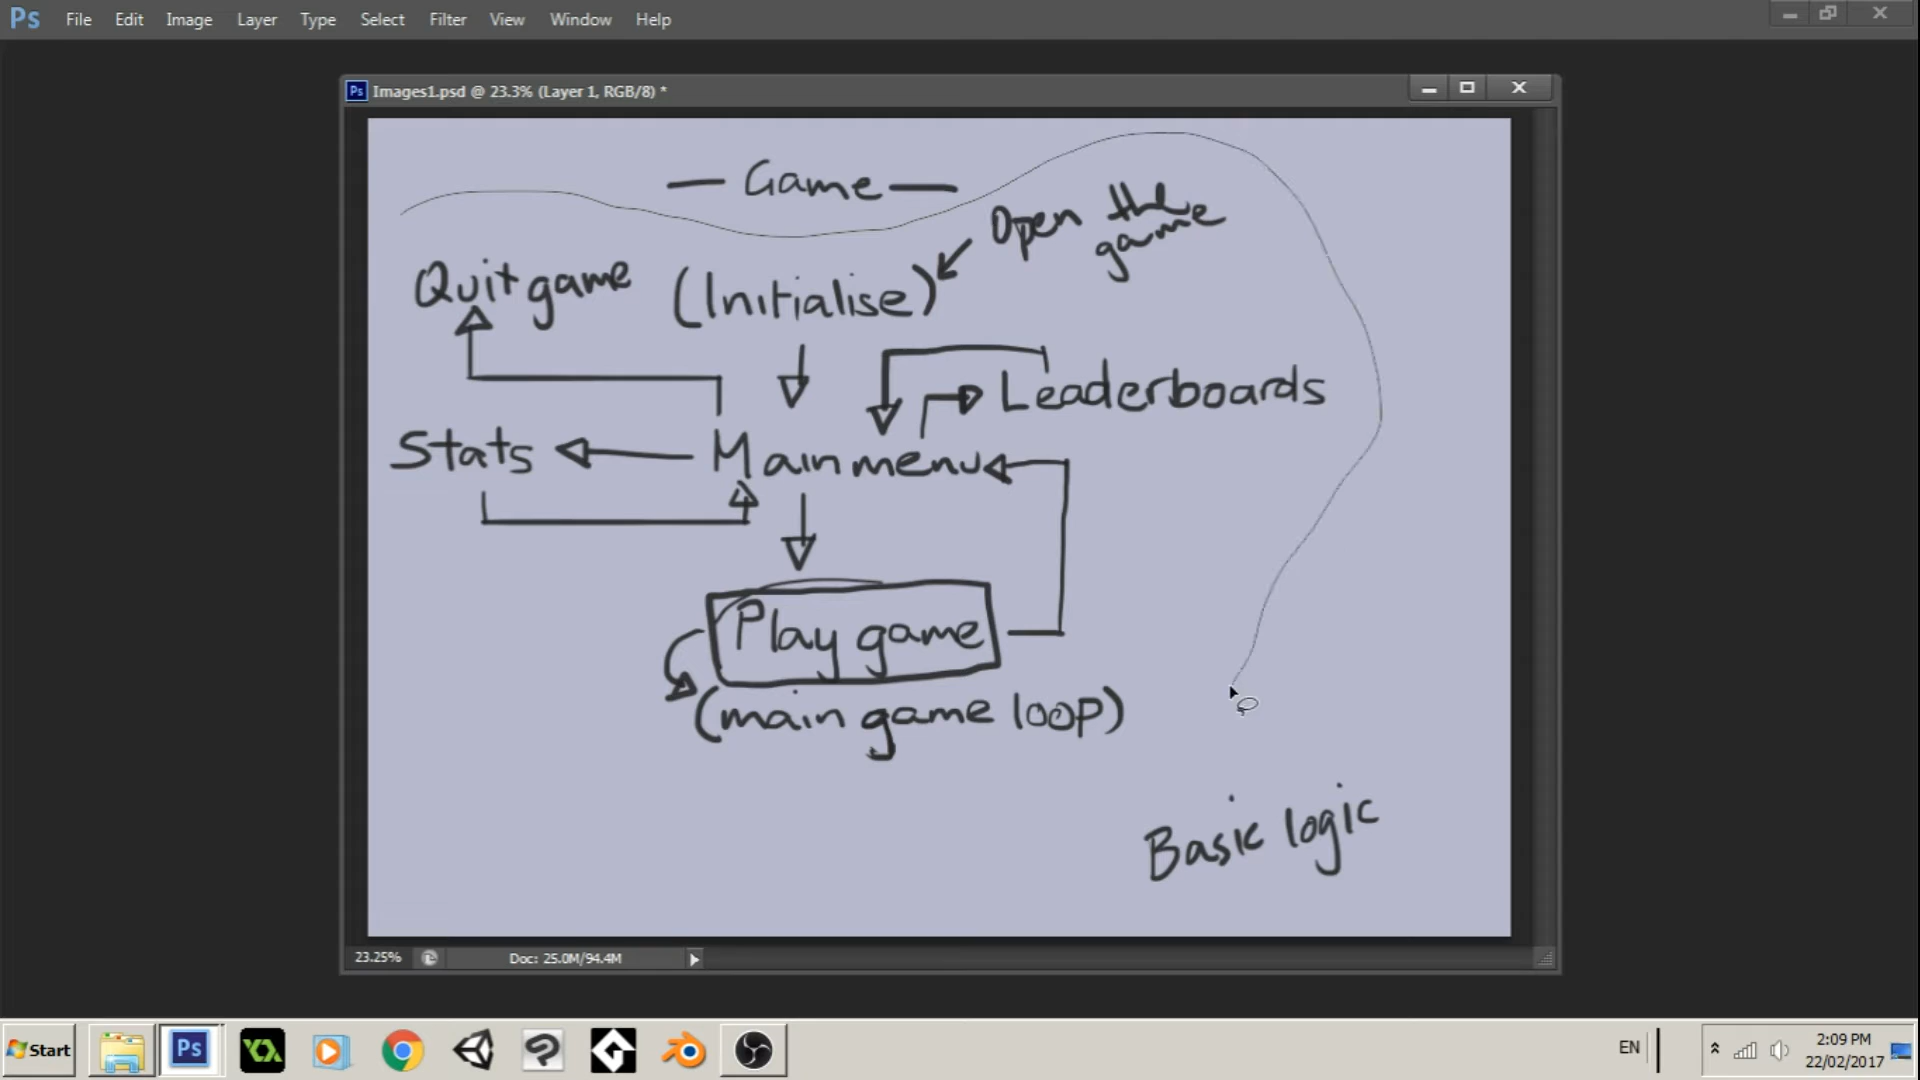 Ps File Edit Image Layer Type Select Filter View Window Help
Ps Images1.psd @ 23.3% (Layer 1, RGB/8) *
— Game —
Open the
game
Quit game (Initialise)
Leaderboards
Stats Main menu
Play game
(main game loop)
Basic logic
23.25% Doc: 25.0M/94.4M
Start Ps EN 2:09 PM
22/02/2017